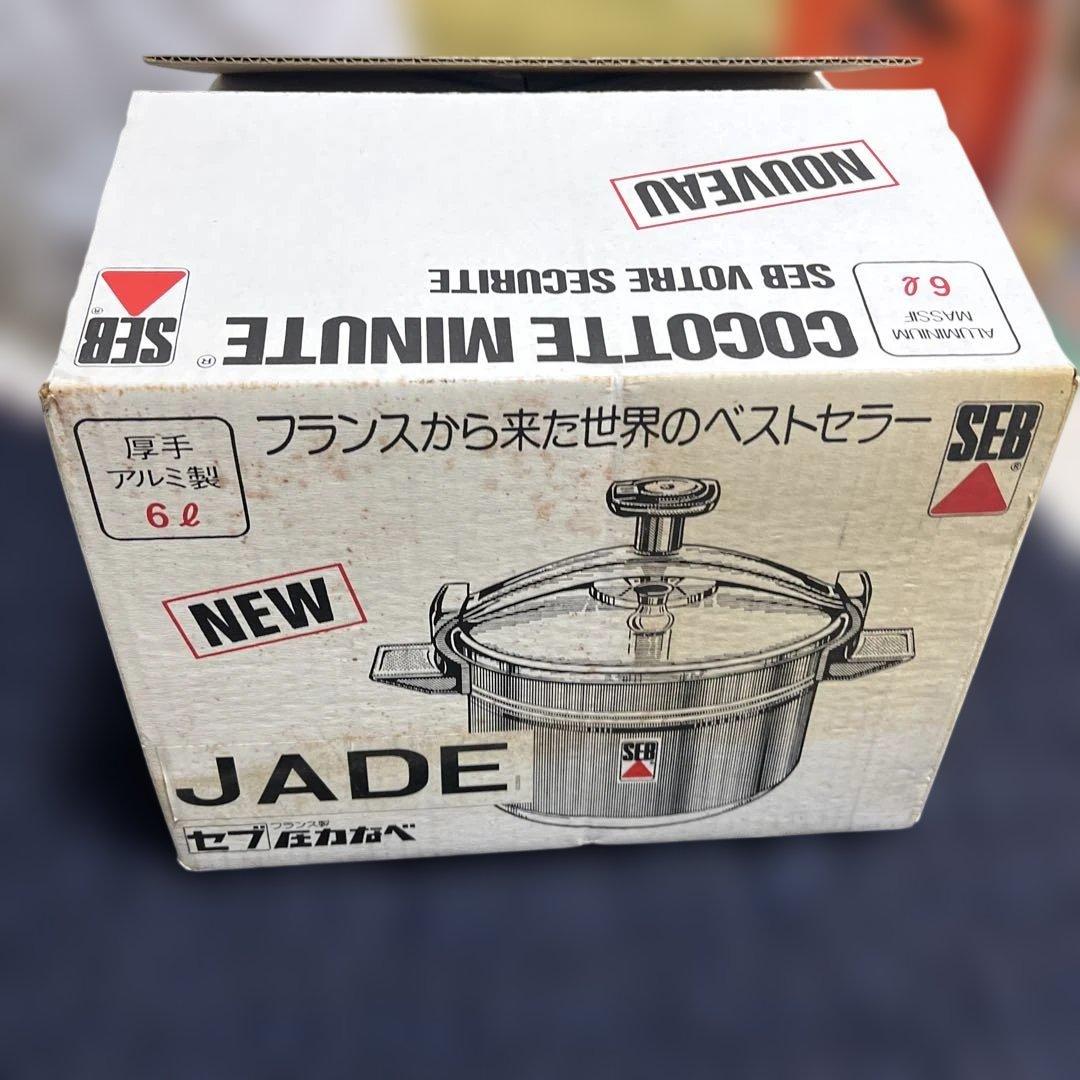 NOUVEAU
SEB VOTRE SECURITE
COCOTTE MINUTE®
ALUMINIUM
MASSIF
6ℓ
SEB®
厚手
アルミ製
6ℓ
フランスから来た世界のベストセラー
SEB®
NEW
SEB
JADE
フランス製
セブ圧力なべ